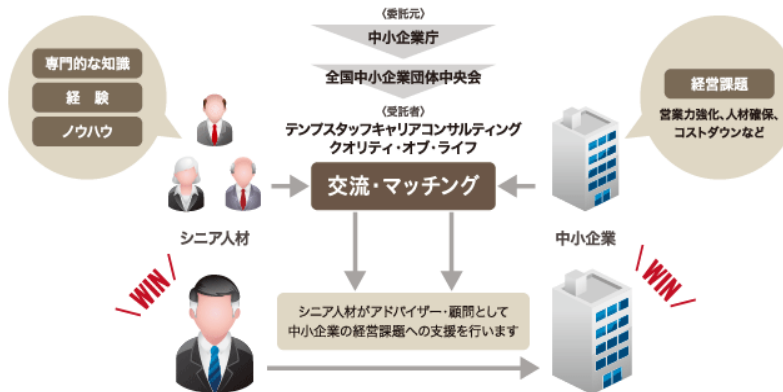 〈委託元〉
中小企業庁
全国中小企業団体中央会
〈受託者〉
テンプスタッフキャリアコンサルティング
クオリティ・オブ・ライフ
専門的な知識
経　験
ノウハウ
経営課題
営業力強化、人材確保、
コストダウンなど
交流・マッチング
シニア人材
中小企業
WIN
WIN
シニア人材がアドバイザー・顧問として
中小企業の経営課題への支援を行います